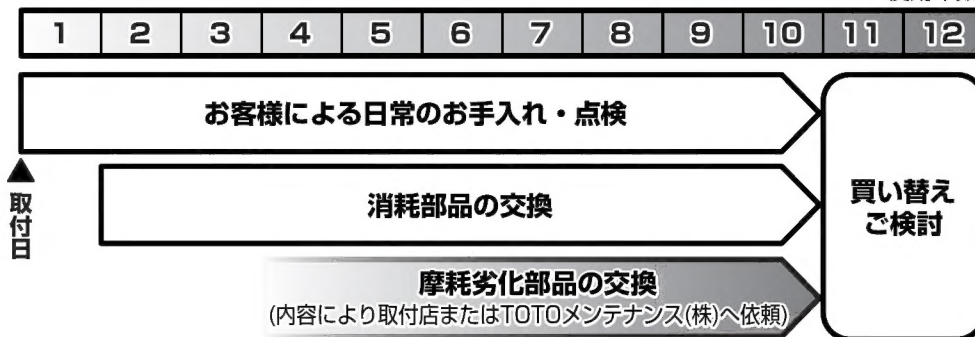 1 2 3 4 5 6 7 8 9 10 11 12
お客様による日常のお手入れ・点検
取付日
消耗部品の交換
買い替え
ご検討
摩耗劣化部品の交換
(内容により取付店またはTOTOメンテナンス(株)へ依頼)